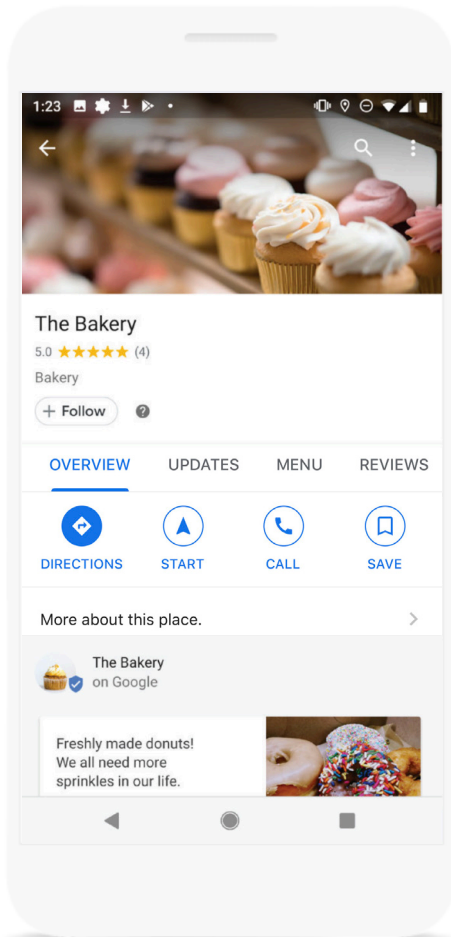 1:23
The Bakery
5.0 (4)
Bakery
+ Follow
OVERVIEW UPDATES MENU REVIEWS
DIRECTIONS START CALL SAVE
More about this place.
The Bakery
on Google
Freshly made donuts!
We all need more
sprinkles in our life.